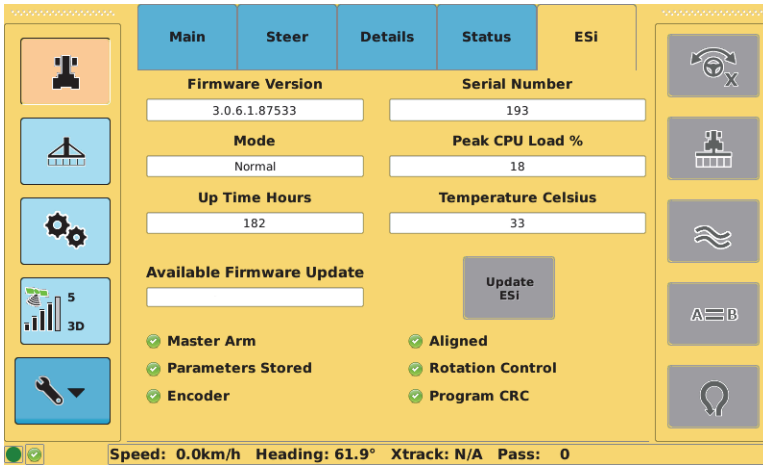 Main Steer Details Status ESi
Firmware Version Serial Number
3.0.6.1.87533 193
Mode Peak CPU Load %
Normal 18
Up Time Hours Temperature Celsius
182 33
Available Firmware Update
Update
ESi
Master Arm Aligned
Parameters Stored Rotation Control
Encoder Program CRC
5
3D
X
A B
Speed: 0.0km/h Heading: 61.9° Xtrack: N/A Pass: 0